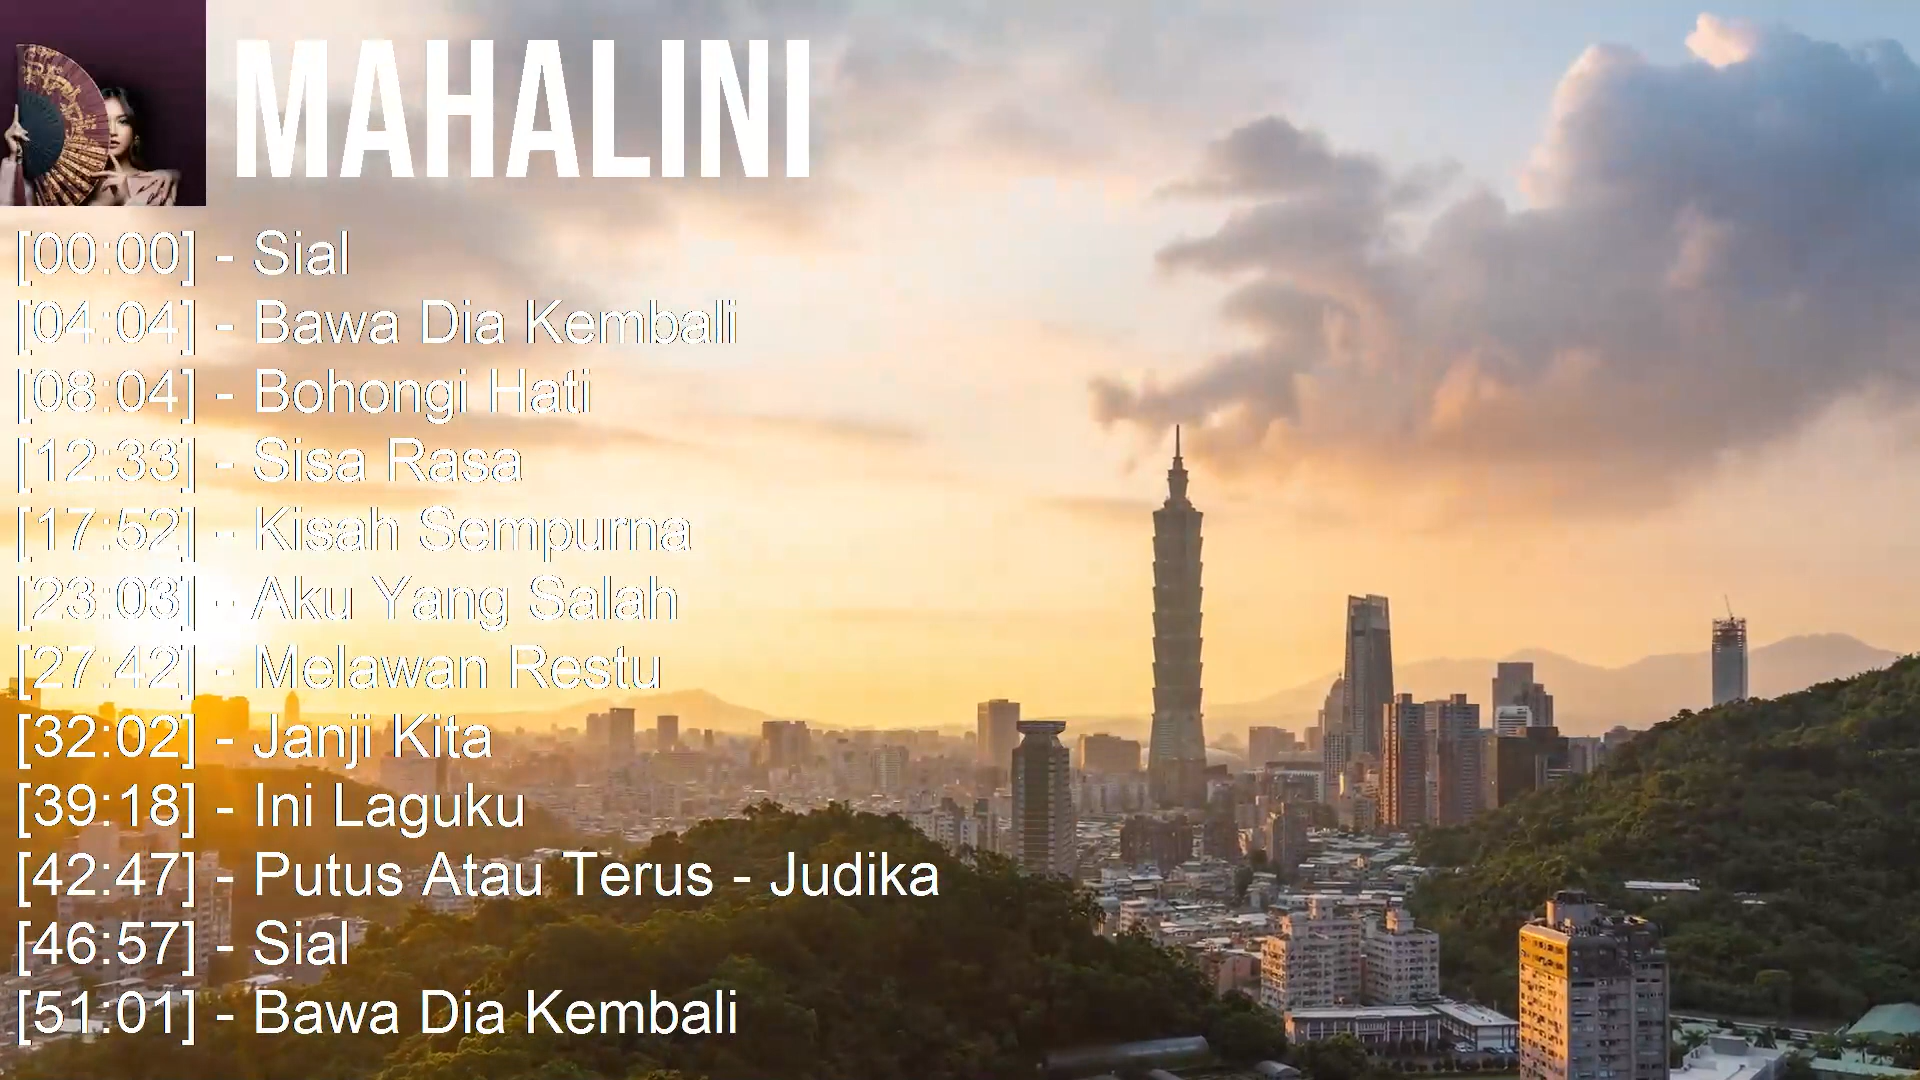 MAHALINI
[00:00] - Sial
[04:04] - Bawa Dia Kembali
[08:04] - Bohongi Hati
[12:33] - Sisa Rasa
[17:52] - Kisah Sempurna
[23:03] - Aku Yang Salah
[27:42] - Melawan Restu
[32:02] - Janji Kita
[39:18] - Ini Laguku
[42:47] - Putus Atau Terus - Judika
[46:57] - Sial
[51:01] - Bawa Dia Kembali